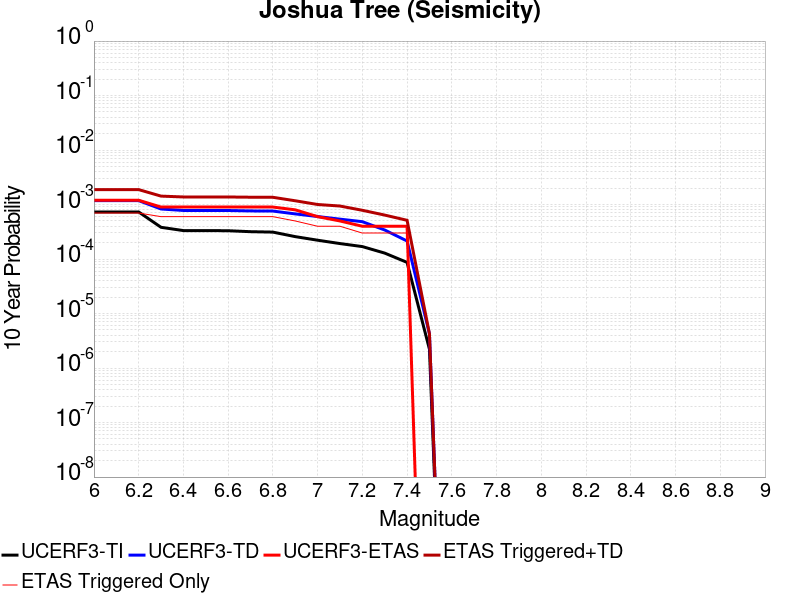 Joshua Tree (Seismicity)
10 0
10 -1
10 -2
10 -3
10 -4
10 -5
10 -6
10 -7
10 -8
10 Year Probability
6 6.2 6.4 6.6 6.8 7 7.2 7.4 7.6 7.8 8 8.2 8.4 8.6 8.8 9
Magnitude
UCERF3-TI UCERF3-TD UCERF3-ETAS ETAS Triggered+TD
ETAS Triggered Only